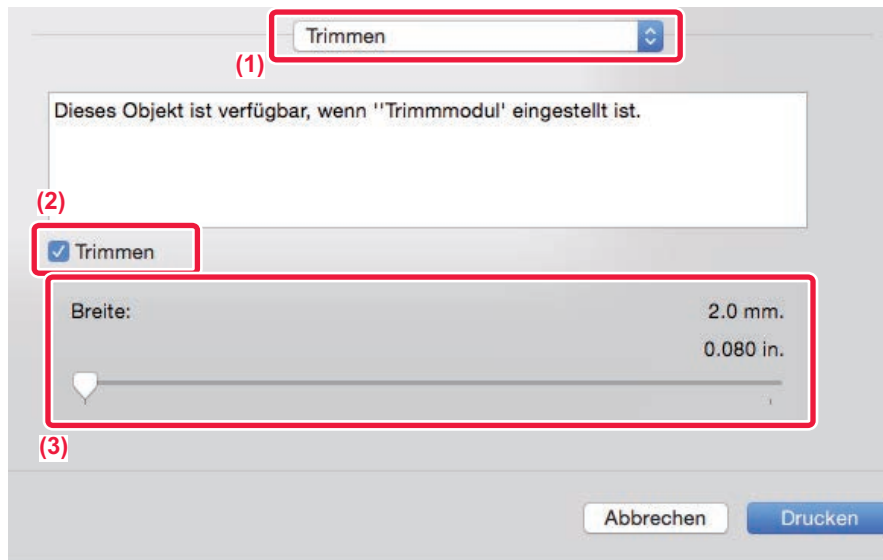 Trimmen
(1)
Dieses Objekt ist verfügbar, wenn ''Trimmmodul' eingestellt ist.
(2)
Trimmen
Breite: 2.0 mm.
0.080 in.
(3)
Abbrechen Drucken